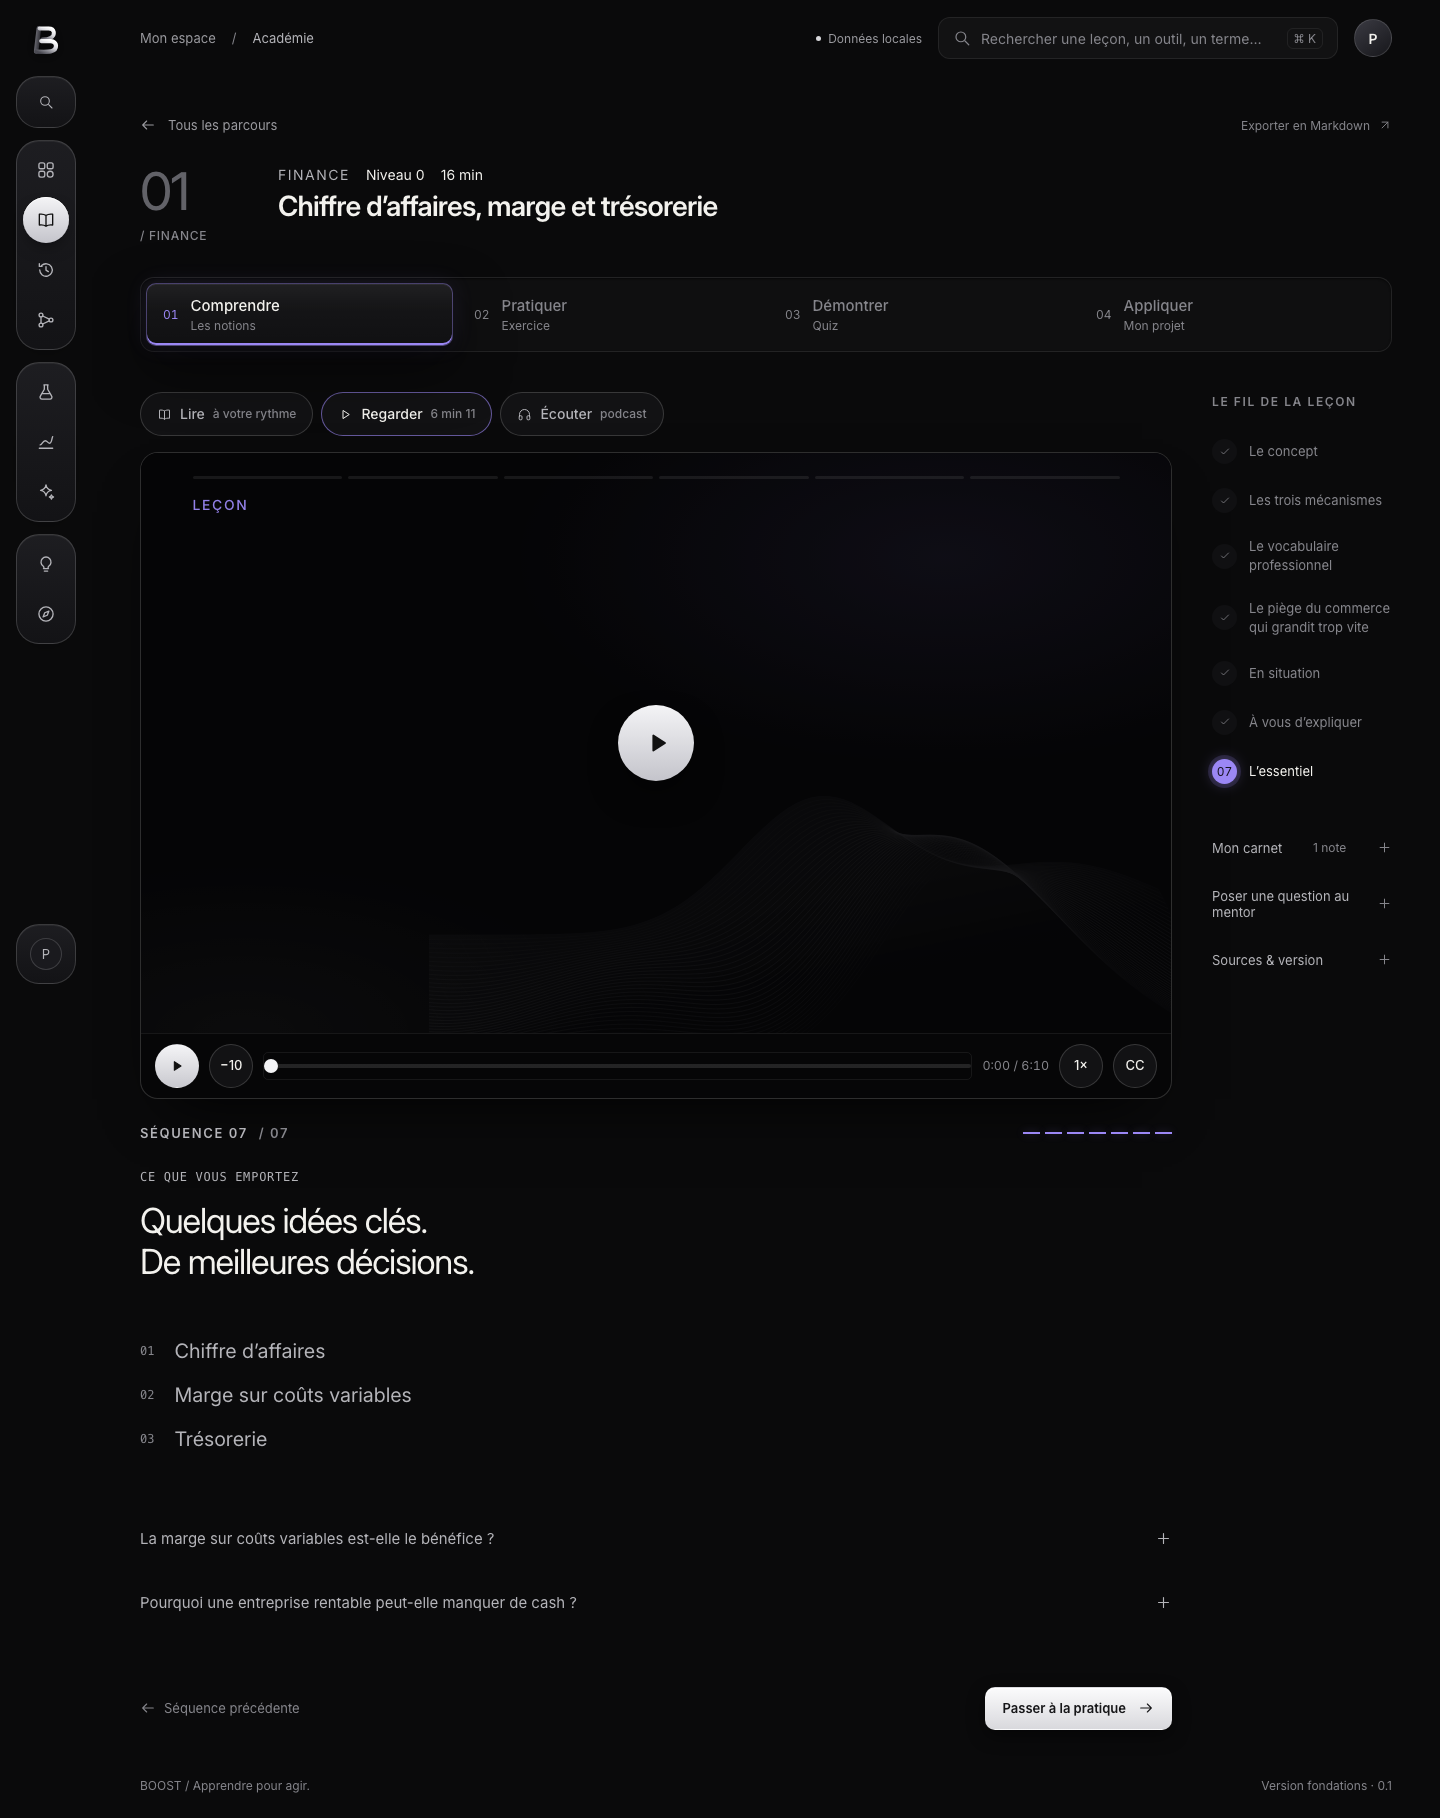 B
Mon espace / Académie
Données locales
Rechercher une leçon, un outil, un terme...
⌘ K
P
← Tous les parcours
Exporter en Markdown ↗
01
/ FINANCE
FINANCE Niveau 0 16 min
Chiffre d’affaires, marge et trésorerie
01 Comprendre
Les notions
02 Pratiquer
Exercice
03 Démontrer
Quiz
04 Appliquer
Mon projet
Lire à votre rythme
Regarder 6 min 11
Écouter podcast
LEÇON
−10
0:00 / 6:10
1×
CC
LE FIL DE LA LEÇON
Le concept
Les trois mécanismes
Le vocabulaire
professionnel
Le piège du commerce
qui grandit trop vite
En situation
À vous d’expliquer
07 L’essentiel
Mon carnet 1 note +
Poser une question au
mentor +
Sources & version +
P
SÉQUENCE 07 / 07
CE QUE VOUS EMPORTEZ
Quelques idées clés.
De meilleures décisions.
01 Chiffre d’affaires
02 Marge sur coûts variables
03 Trésorerie
La marge sur coûts variables est-elle le bénéfice ? +
Pourquoi une entreprise rentable peut-elle manquer de cash ? +
← Séquence précédente
Passer à la pratique →
BOOST / Apprendre pour agir.
Version fondations · 0.1